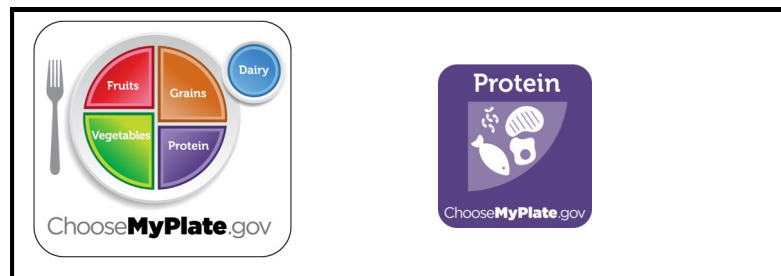 Fruits
Grains
Dairy
Vegetables
Protein
ChooseMyPlate.gov
Protein
ChooseMyPlate.gov